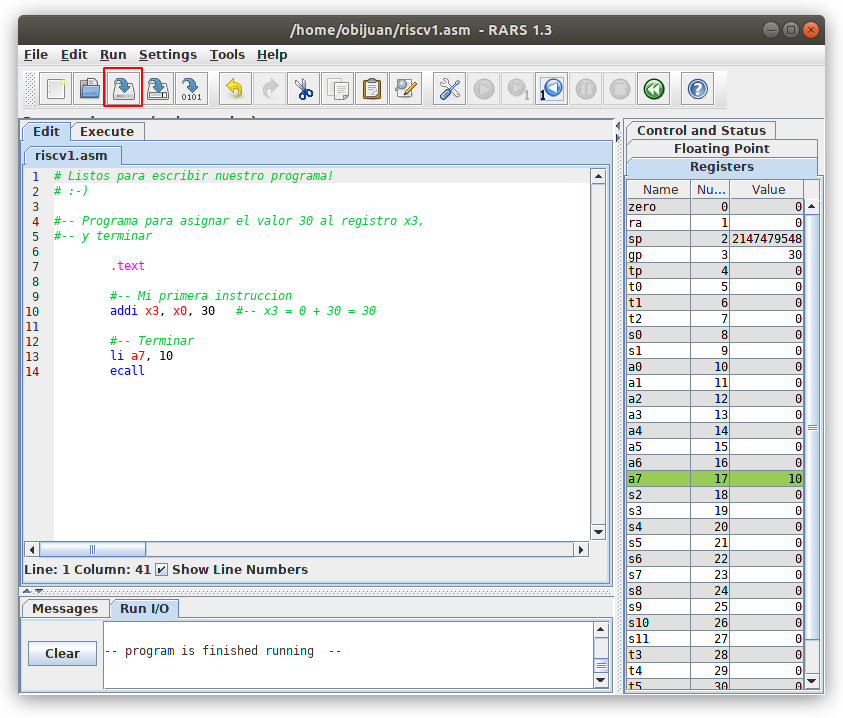 /home/obijuan/riscv1.asm - RARS 1.3
File Edit Run Settings Tools Help
0101
1
1
Edit Execute
riscv1.asm
1 # Listos para escribir nuestro programa!
2 # :-)
3
4 #-- Programa para asignar el valor 30 al registro x3,
5 #-- y terminar
6
7 .text
8
9 #-- Mi primera instruccion
10 addi x3, x0, 30 #-- x3 = 0 + 30 = 30
11
12 #-- Terminar
13 li a7, 10
14 ecall
Line: 1 Column: 41 Show Line Numbers
Messages Run I/O
Clear
-- program is finished running --
Control and Status
Floating Point
Registers
Name Nu... Value
zero 0 0
ra 1 0
sp 2 2147479548
gp 3 30
tp 4 0
t0 5 0
t1 6 0
t2 7 0
s0 8 0
s1 9 0
a0 10 0
a1 11 0
a2 12 0
a3 13 0
a4 14 0
a5 15 0
a6 16 0
a7 17 10
s2 18 0
s3 19 0
s4 20 0
s5 21 0
s6 22 0
s7 23 0
s8 24 0
s9 25 0
s10 26 0
s11 27 0
t3 28 0
t4 29 0
t5 30 0